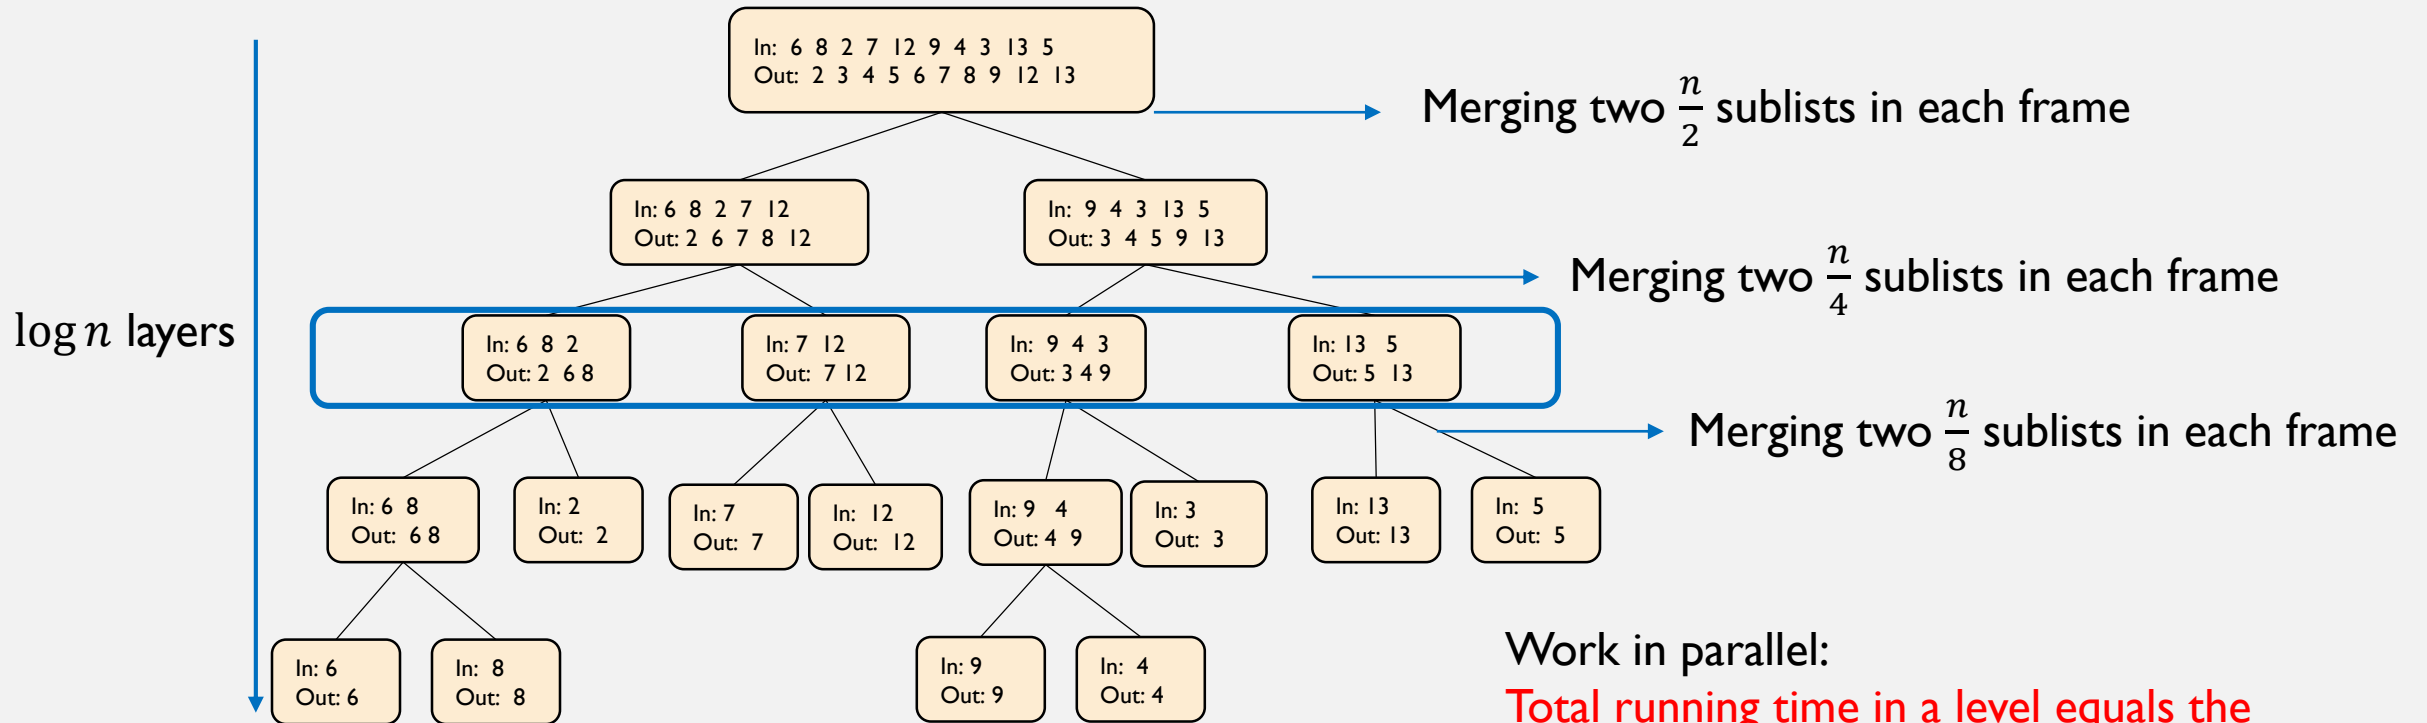 In: 6 8 2 7 12 9 4 3 13 5
Out: 2 3 4 5 6 7 8 9 12 13
Merging two n/2 sublists in each frame
In: 6 8 2 7 12
Out: 2 6 7 8 12
In: 9 4 3 13 5
Out: 3 4 5 9 13
Merging two n/4 sublists in each frame
log n layers
In: 6 8 2
Out: 2 6 8
In: 7 12
Out: 7 12
In: 9 4 3
Out: 3 4 9
In: 13 5
Out: 5 13
Merging two n/8 sublists in each frame
In: 6 8
Out: 6 8
In: 2
Out: 2
In: 7
Out: 7
In: 12
Out: 12
In: 9 4
Out: 4 9
In: 3
Out: 3
In: 13
Out: 13
In: 5
Out: 5
In: 6
Out: 6
In: 8
Out: 8
In: 9
Out: 9
In: 4
Out: 4
Work in parallel:
Total running time in a level equals the